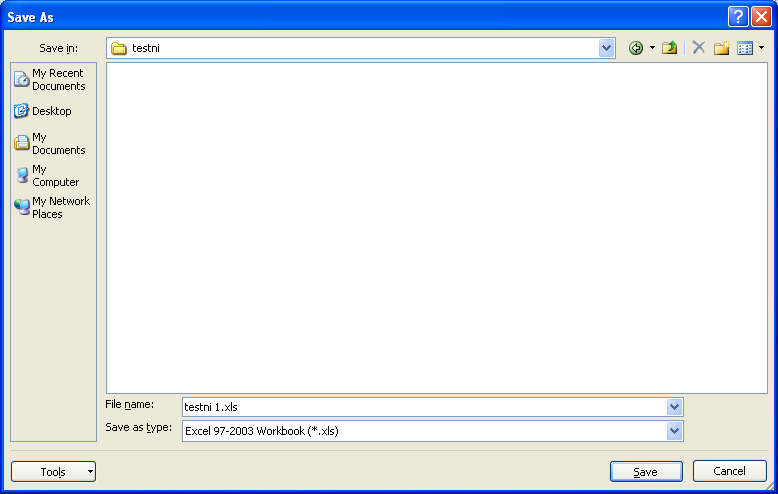 Save As
Save in:
testni
My Recent
Documents
Desktop
My
Documents
My
Computer
My Network
Places
File name:
testni 1.xls
Save as type:
Excel 97-2003 Workbook (*.xls)
Tools
Save
Cancel